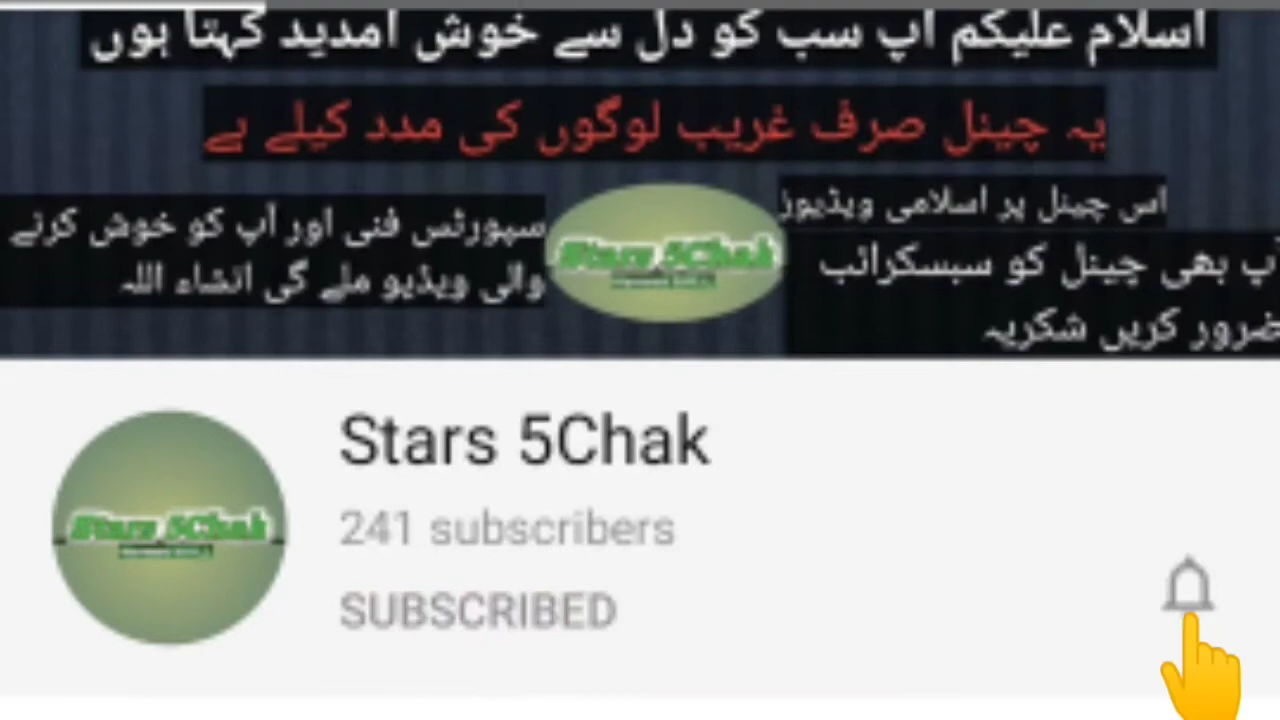 اسلام علیکم آپ سب کو دل سے خوش آمدید کہتا ہوں
یہ چینل صرف غریب لوگوں کی مدد کیلے ہے
اس چینل پر اسلامی ویڈیوز
سپورٹس فنی اور آپ کو خوش کرنے
والی ویڈیو ملے گی انشاء اللہ
آپ بھی چینل کو سبسکرائب
ضرور کریں شکریہ
Stars 5Chak
Stars 5Chak
241 subscribers
SUBSCRIBED
Stars 5Chak